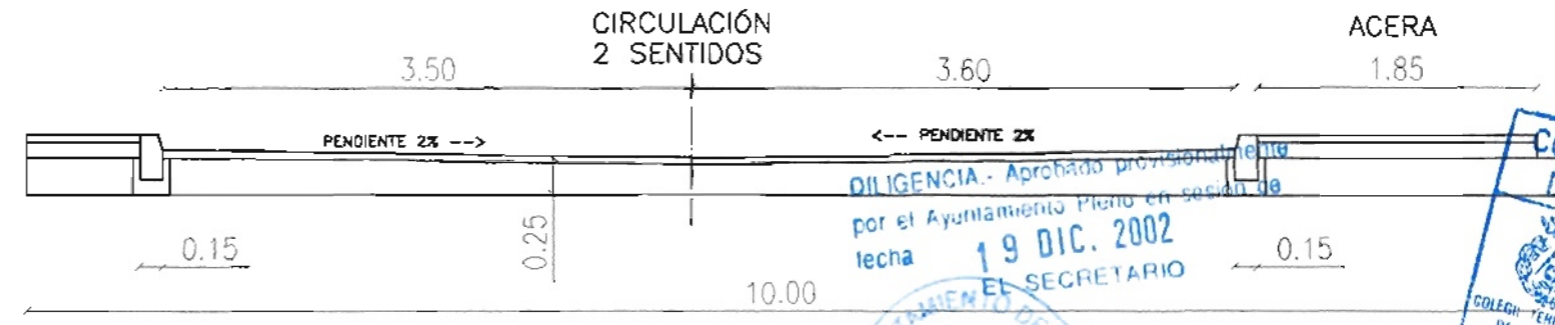 CIRCULACIÓN
2 SENTIDOS
ACERA
3.50
3.60
1.85
PENDIENTE 2% -->
<-- PENDIENTE 2%
DILIGENCIA.- Aprobado provisionalmente
por el Ayuntamiento Pleno en sesión de
fecha 19 DIC. 2002
EL SECRETARIO
0.15
0.25
0.15
10.00